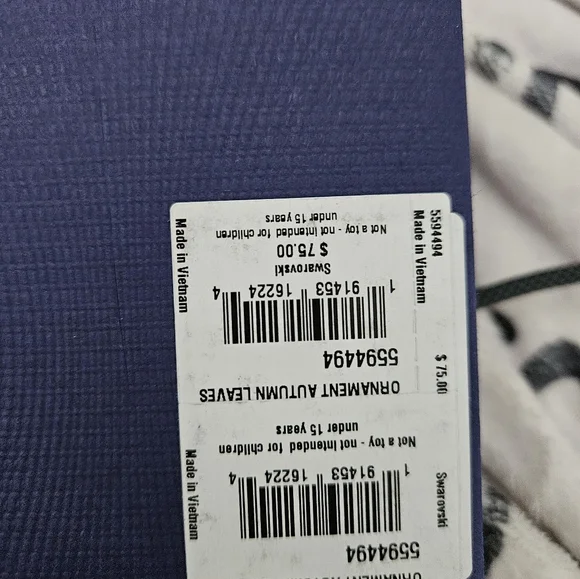 ORNAMENT AUTUMN LEAVES
5594494
1 91453 16224 4
Swarovski
$ 75.00
Not a toy - not intended for children
under 15 years
Made in Vietnam
5594494
Made in Vietnam
$ 75.00
Swarovski
5594494
1 91453 16224 4
Not a toy - not intended for children
under 15 years
Made in Vietnam